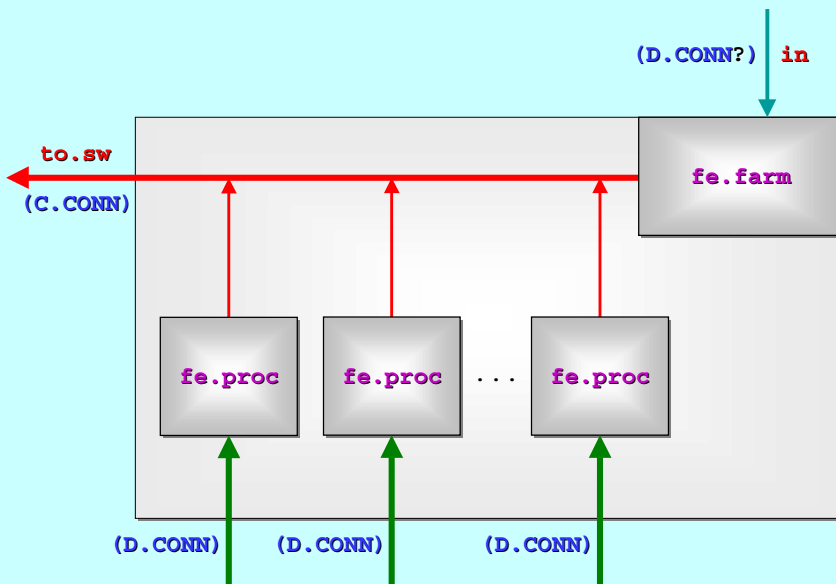 (D.CONN?) in
to.sw
fe.farm
(C.CONN)
fe.proc fe.proc ... fe.proc
(D.CONN) (D.CONN) (D.CONN)